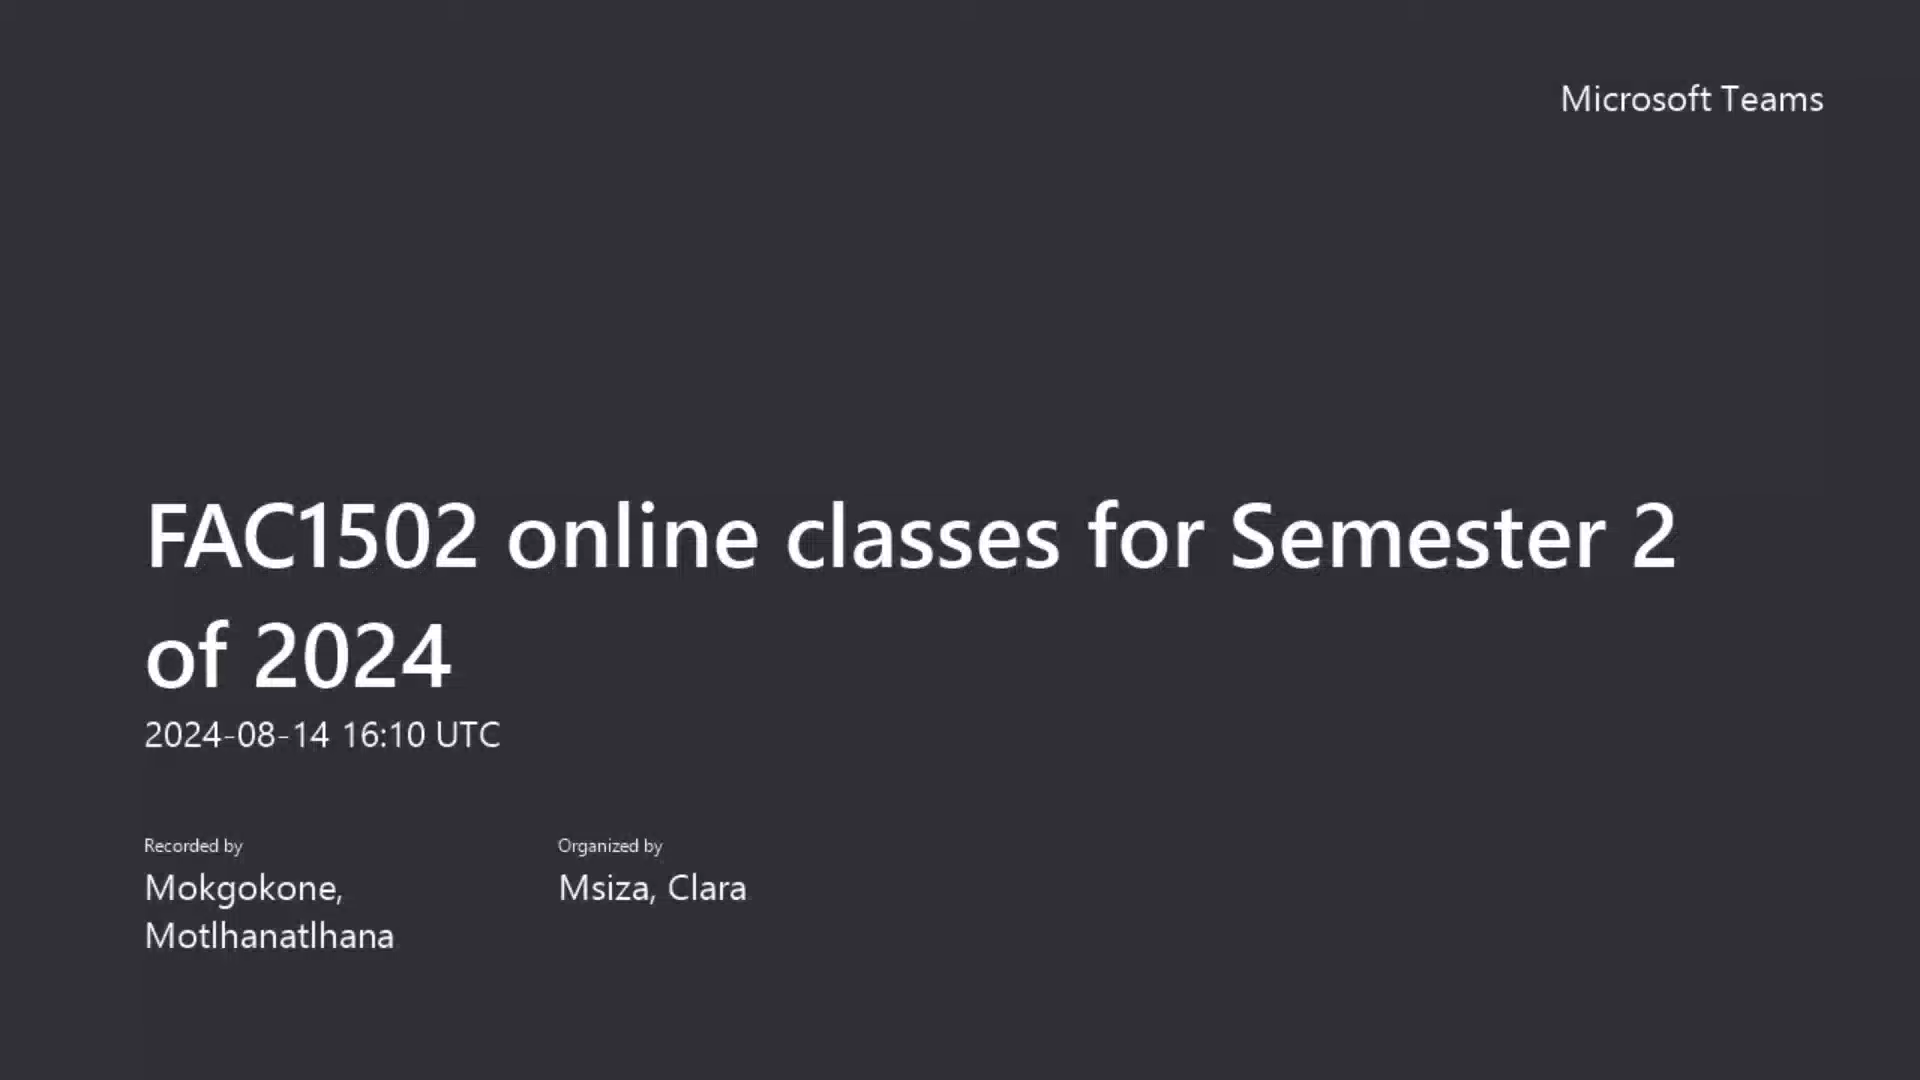 Microsoft Teams
FAC1502 online classes for Semester 2
of 2024
2024-08-14 16:10 UTC
Recorded by
Organized by
Mokgokone,
Msiza, Clara
Motlhanatlhana